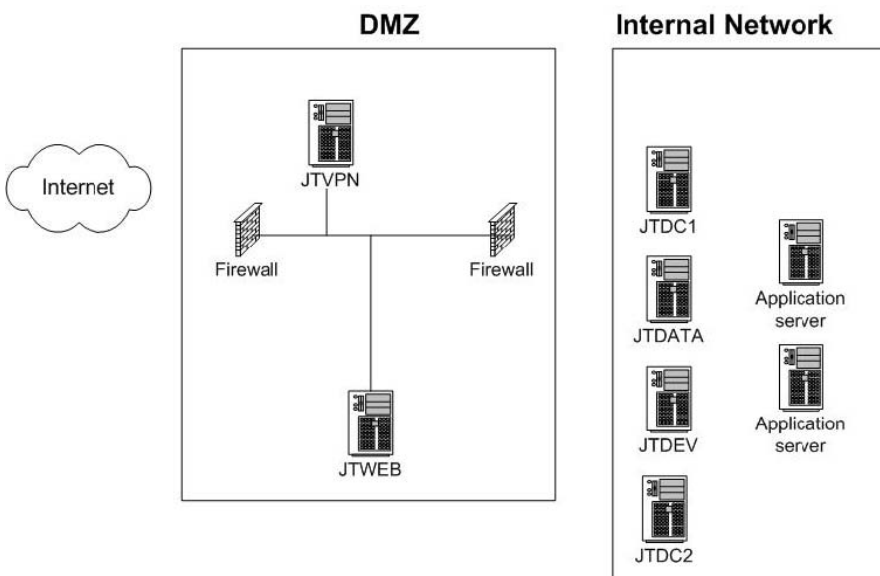 DMZ
Internal Network
Internet
JTVPN
Firewall
Firewall
JTWEB
JTDC1
Application
server
JTDATA
Application
server
JTDEV
JTDC2